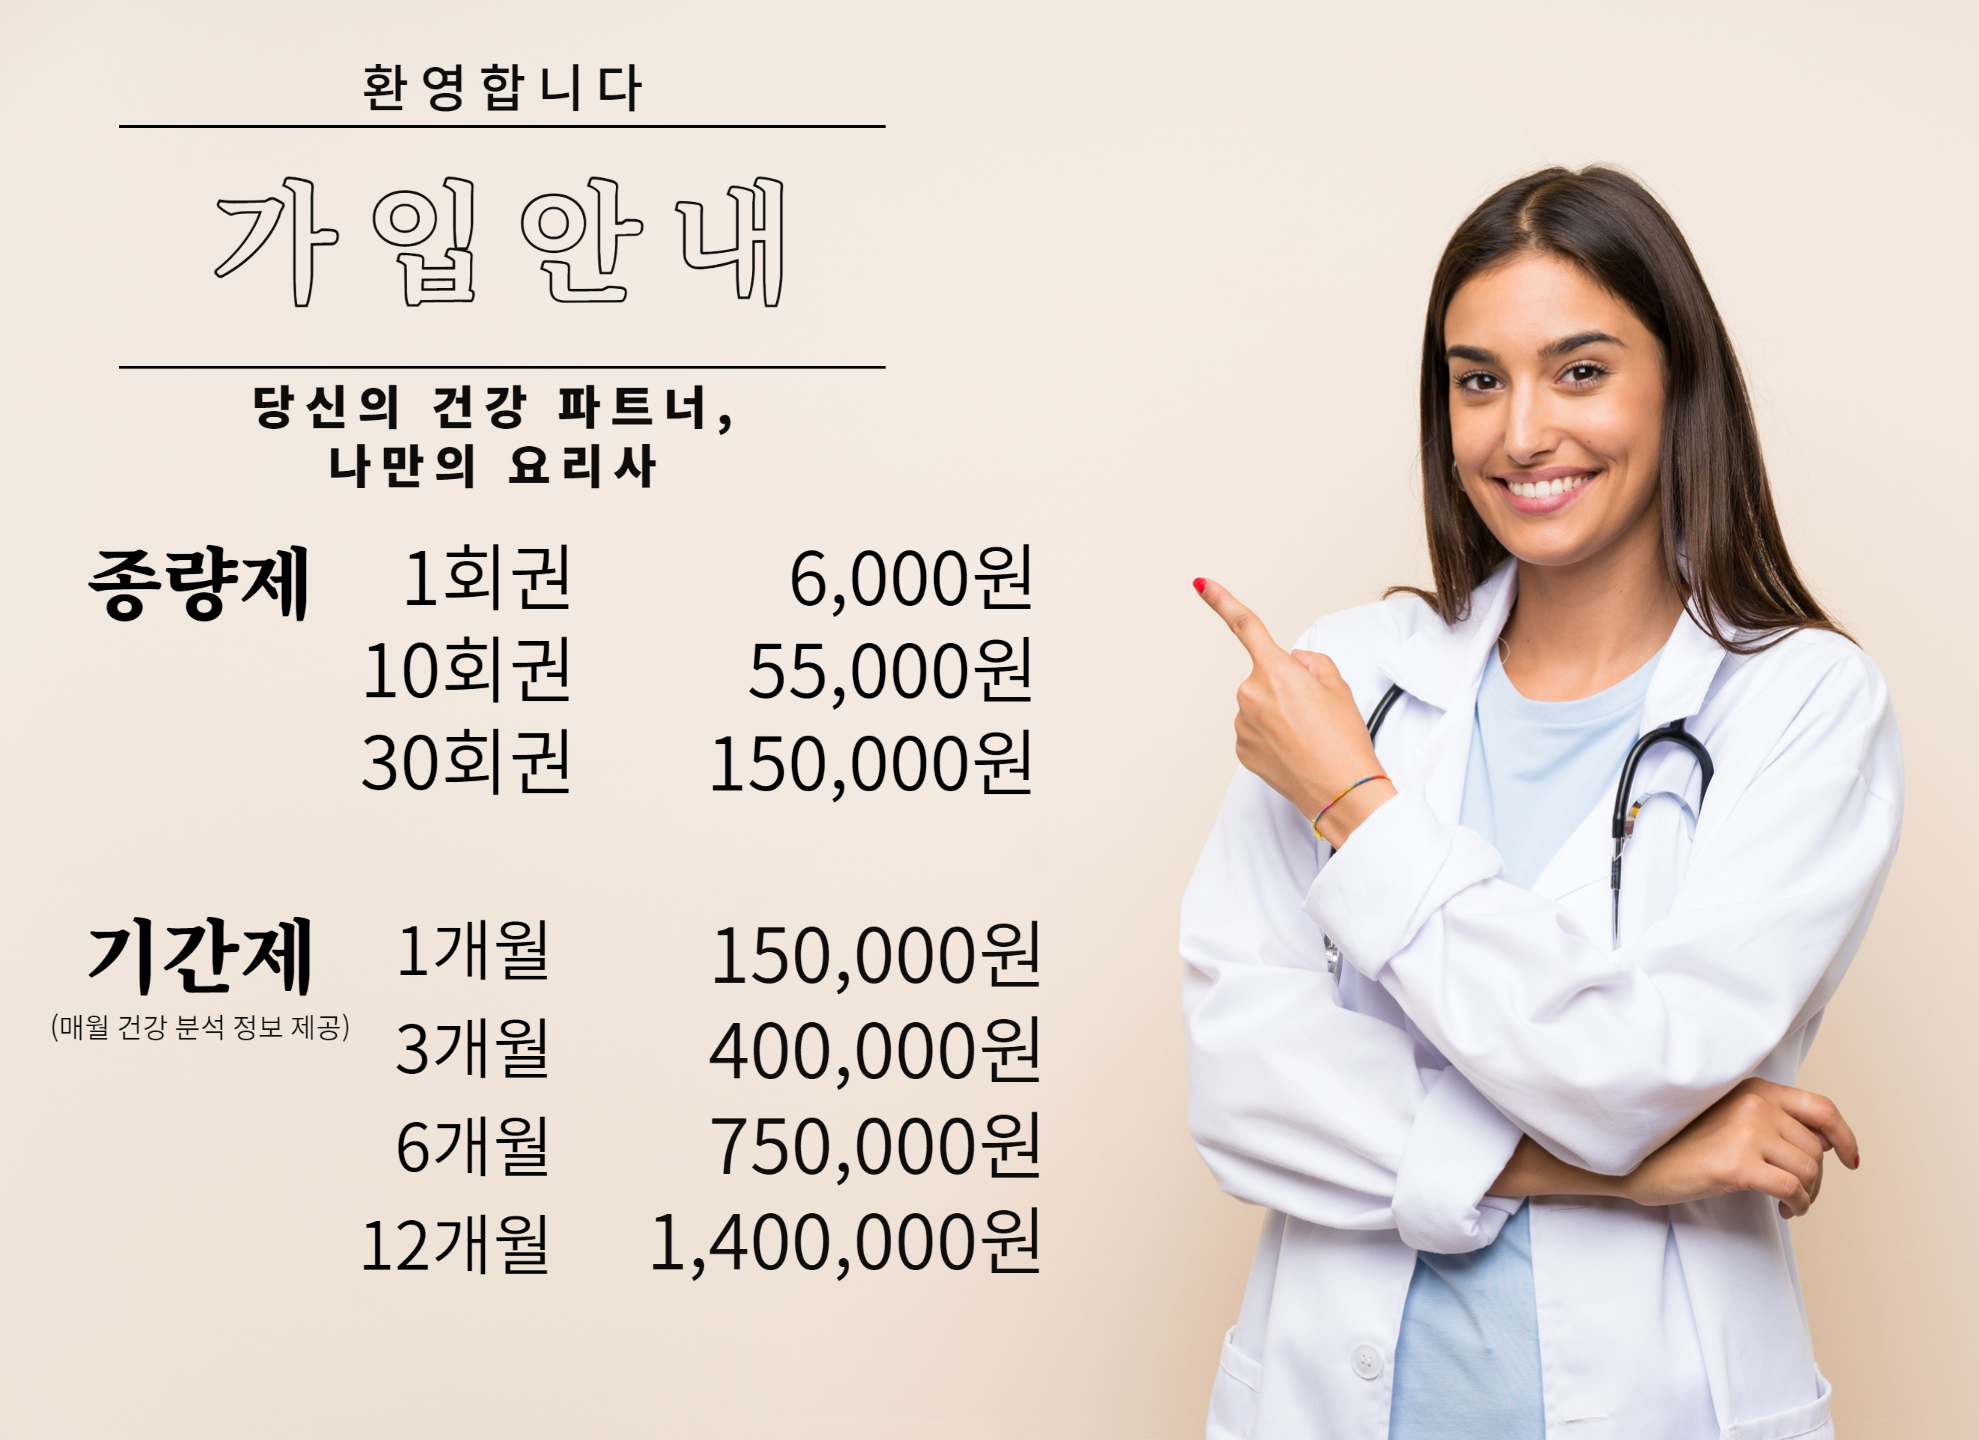 환영합니다
가입안내
당신의 건강 파트너,
나만의 요리사
종량제 1회권 6,000원
10회권 55,000원
30회권 150,000원
기간제 1개월 150,000원
(매월 건강 분석 정보 제공)
3개월 400,000원
6개월 750,000원
12개월 1,400,000원